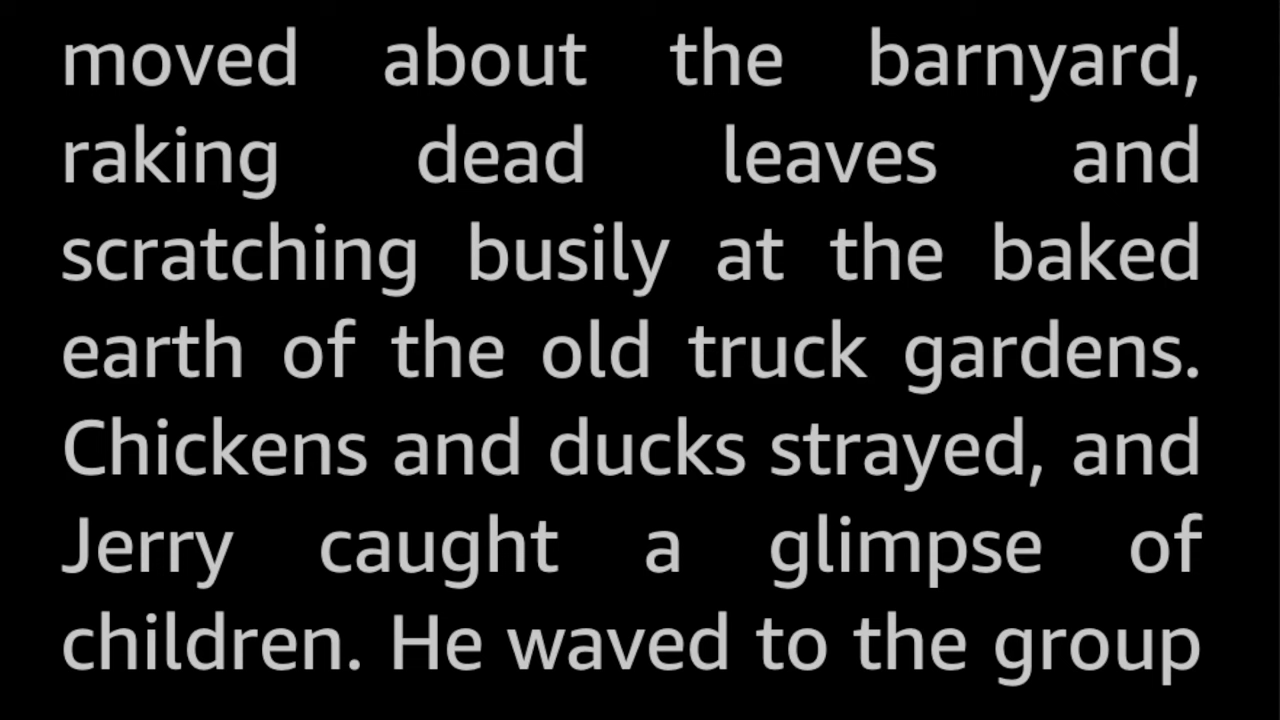 moved about the barnyard,
raking dead leaves and
scratching busily at the baked
earth of the old truck gardens.
Chickens and ducks strayed, and
Jerry caught a glimpse of
children. He waved to the group